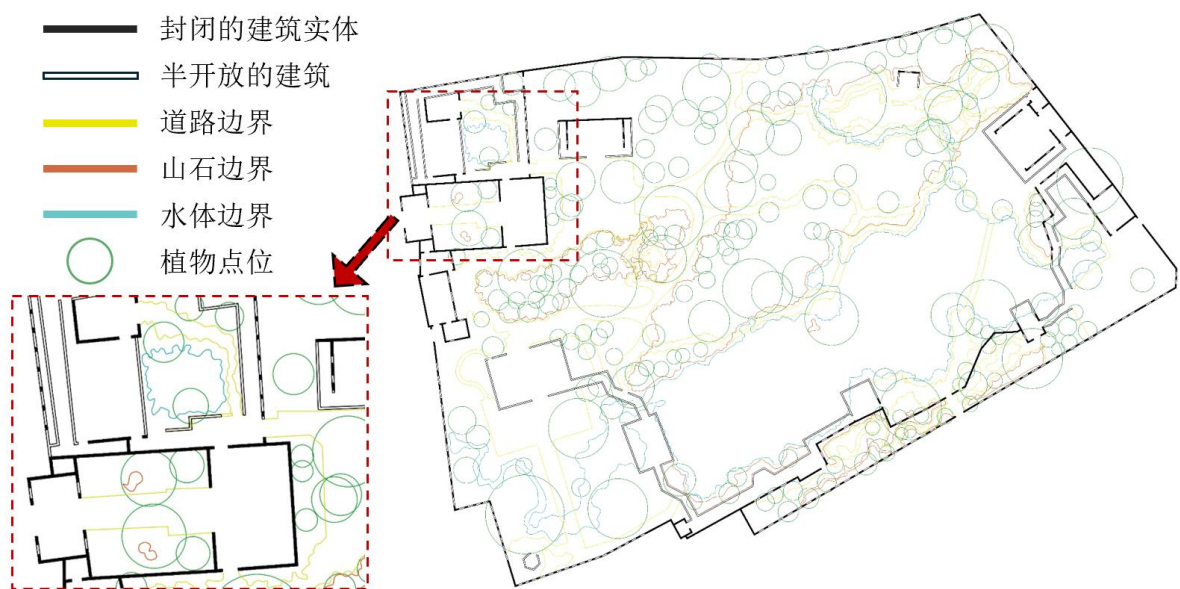 封闭的建筑实体
半开放的建筑
道路边界
山石边界
水体边界
植物点位